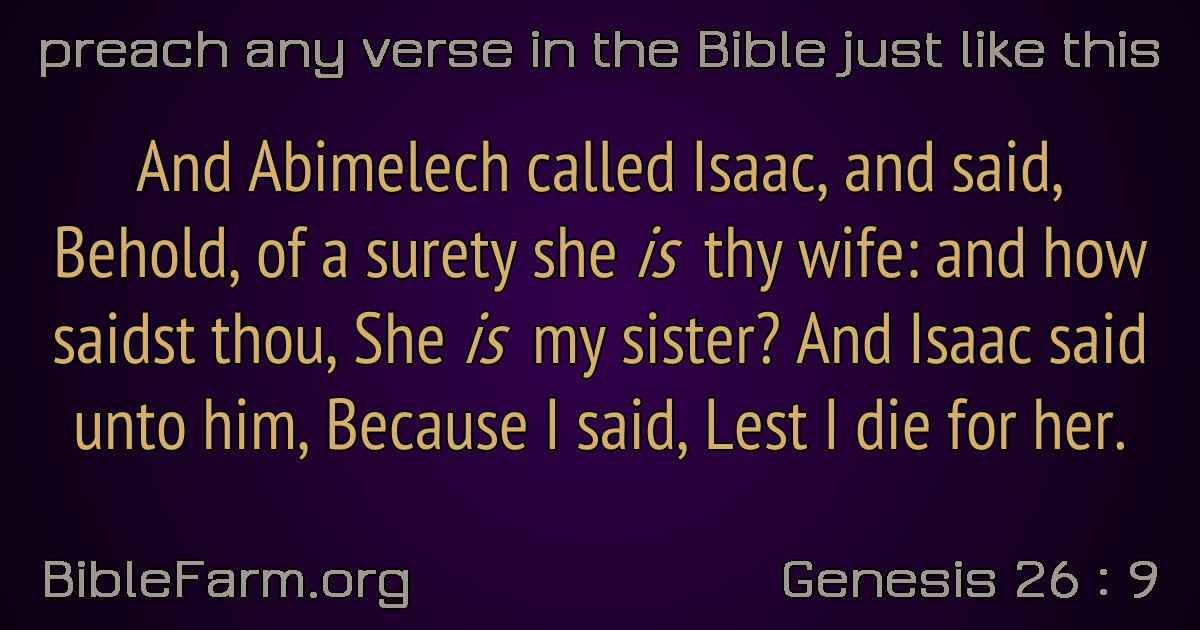 preach any verse in the Bible just like this
And Abimelech called Isaac, and said,
Behold, of a surety she is thy wife: and how
saidst thou, She is my sister? And Isaac said
unto him, Because I said, Lest I die for her.
BibleFarm.org
Genesis 26 : 9